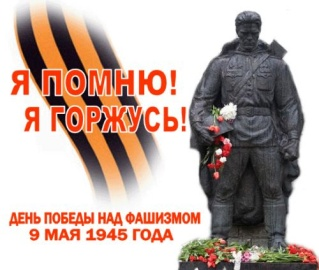 Я ПОМНЮ!
Я ГОРЖУСЬ!
ДЕНЬ ПОБЕДЫ НАД ФАШИЗМОМ
9 МАЯ 1945 ГОДА